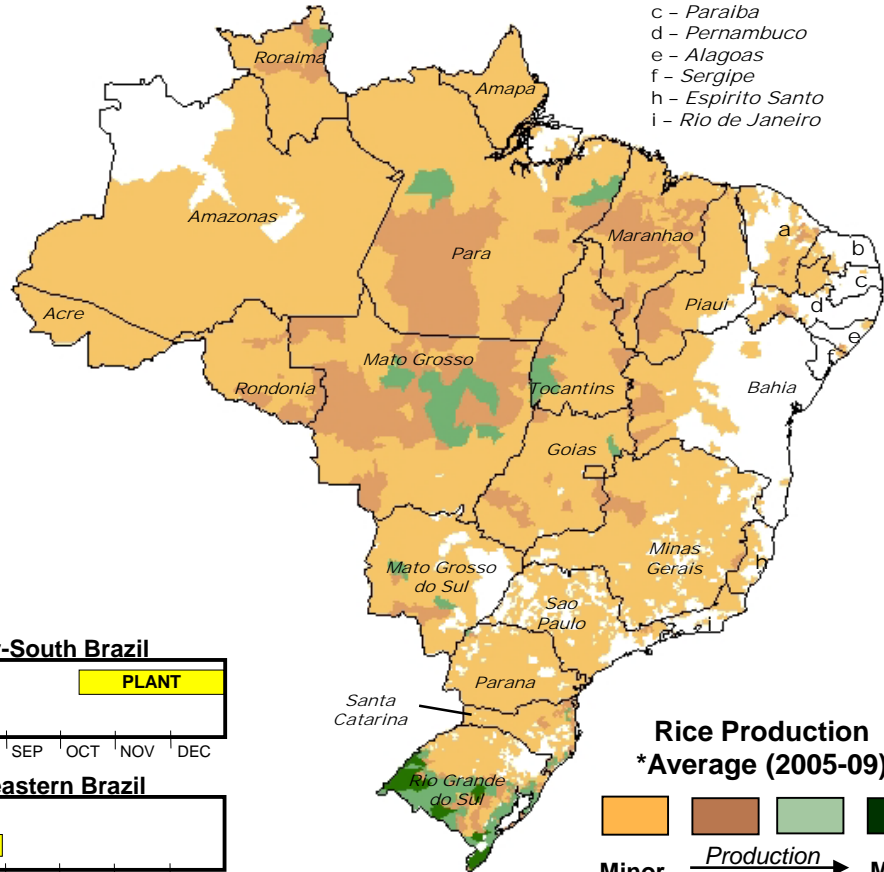 c – Paraiba
d – Pernambuco
e – Alagoas
f – Sergipe
h – Espirito Santo
i – Rio de Janeiro
Roraima
Amapa
Amazonas
Para
Maranhao
a
b
c
Piaui
d
Acre
e
f
Mato Grosso
Rondonia
Tocantins
Bahia
Goias
Minas
Gerais
h
Mato Grosso
do Sul
Sao
Paulo
i
Parana
Santa
Catarina
Rio Grande
do Sul
-South Brazil
PLANT
SEP OCT NOV DEC
eastern Brazil
Rice Production
*Average (2005-09)
Production
Minor
M